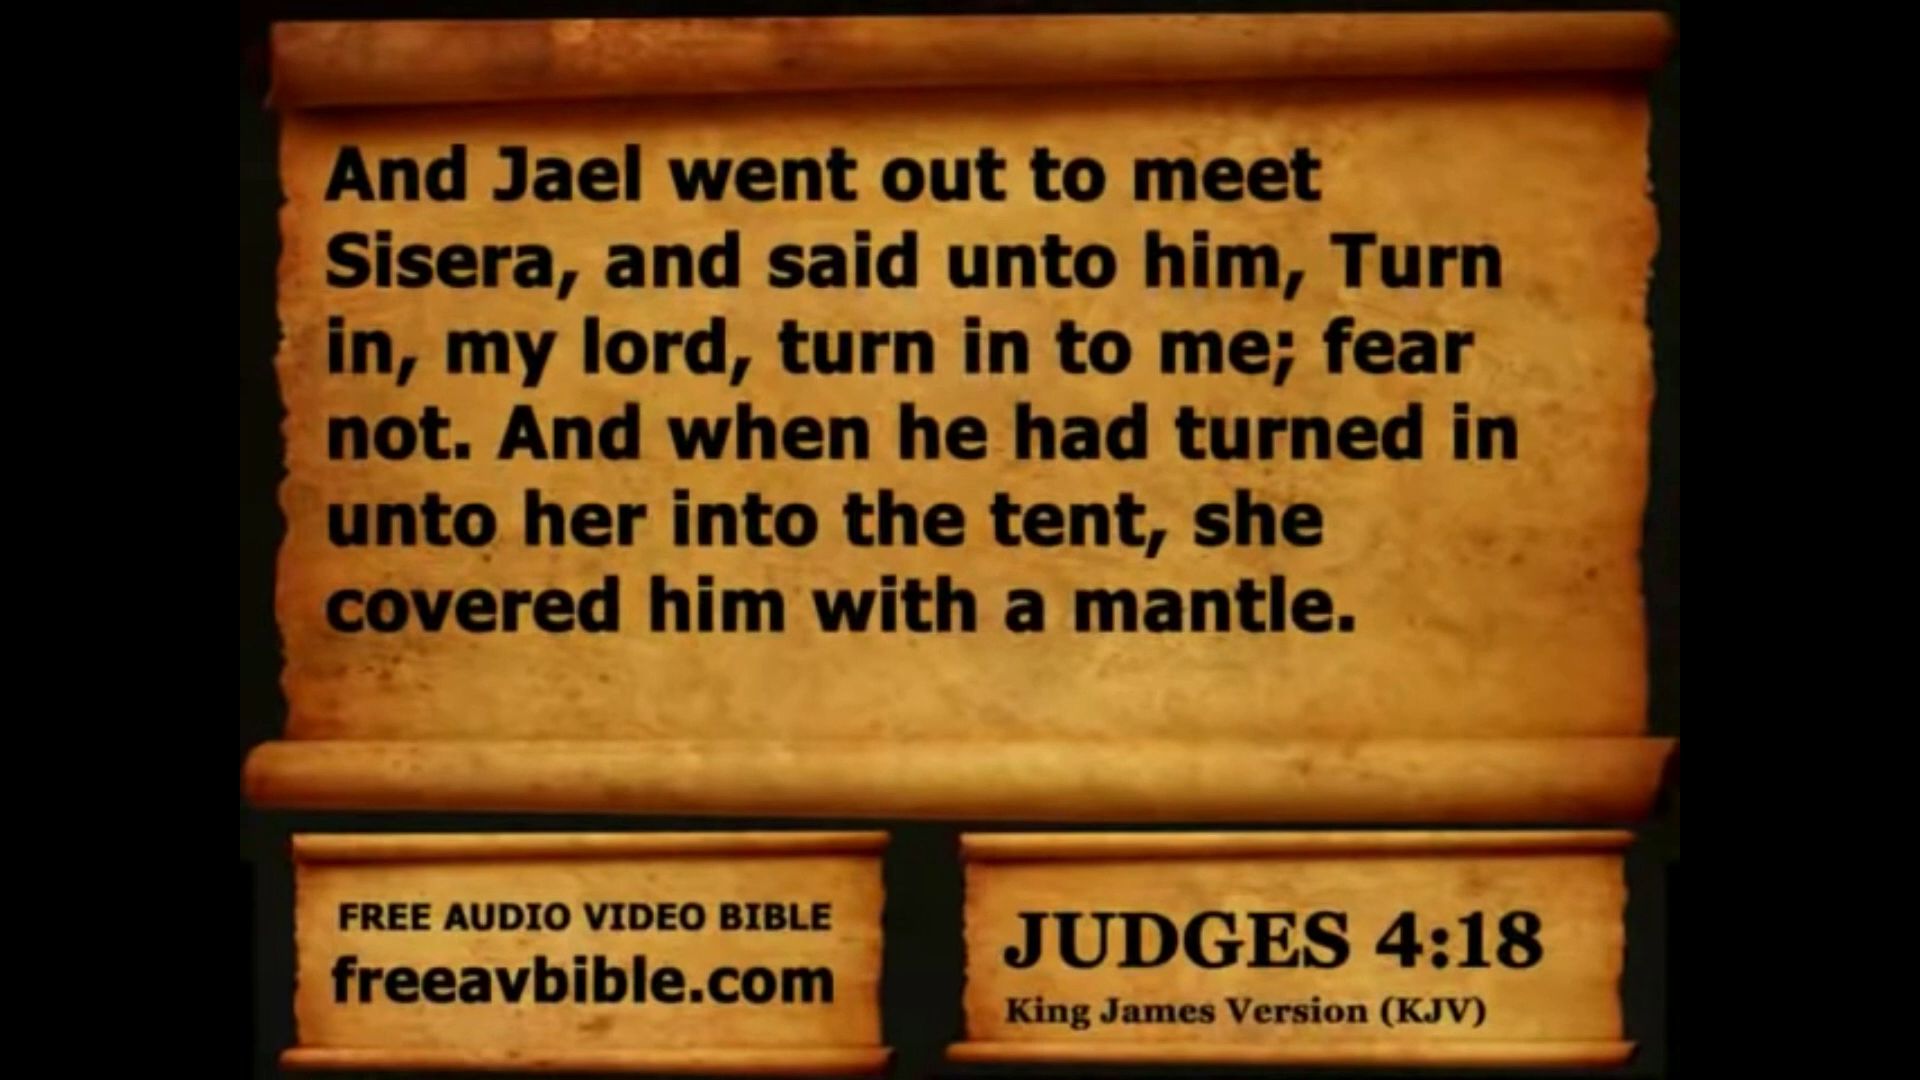 And Jael went out to meet
Sisera, and said unto him, Turn
in, my lord, turn in to me; fear
not. And when he had turned in
unto her into the tent, she
covered him with a mantle.
FREE AUDIO VIDEO BIBLE
freeavbible.com
JUDGES 4:18
King James Version (KJV)